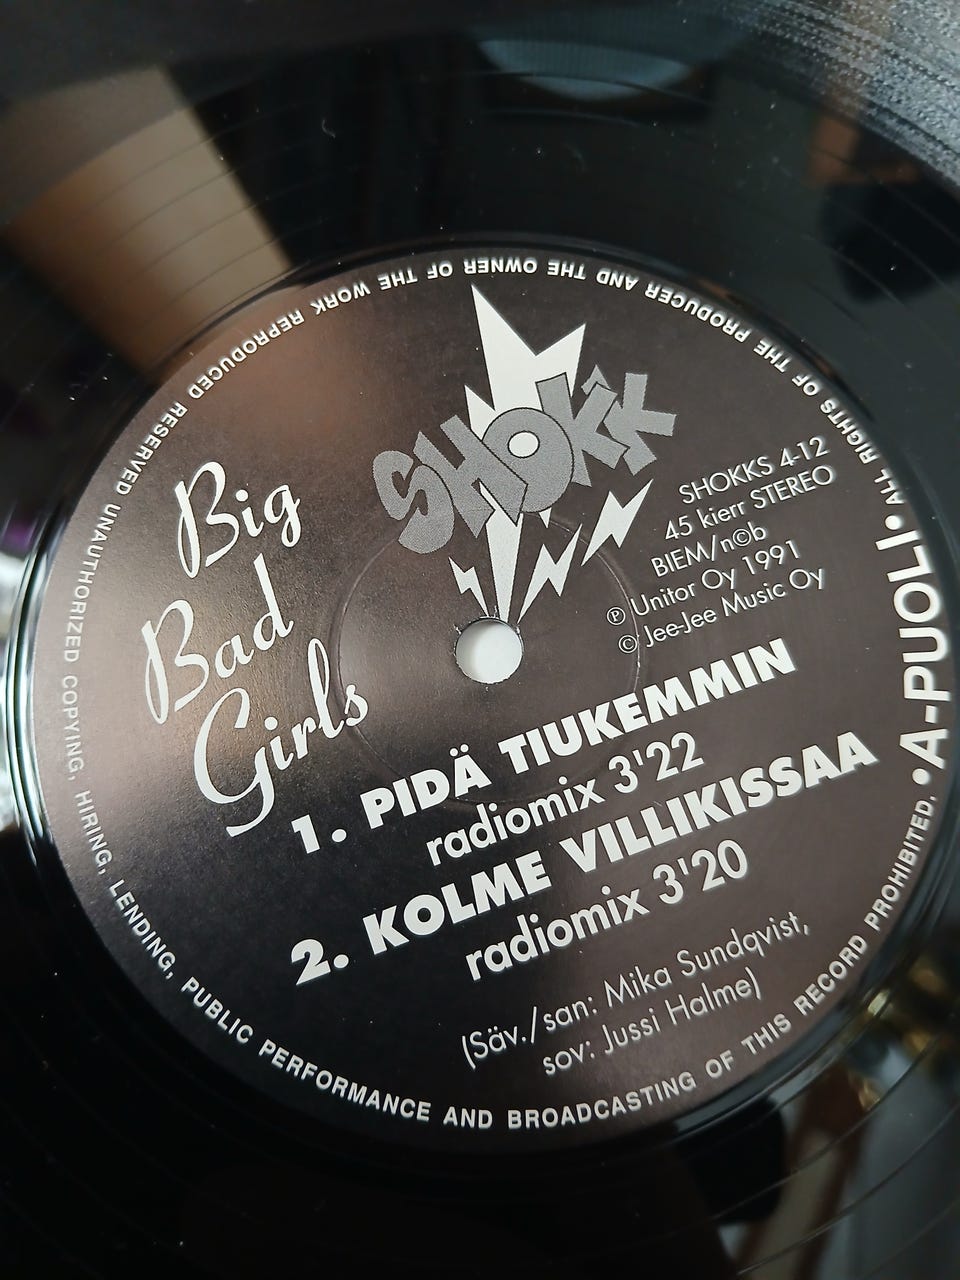 SHOKK
Big
Bad
Girls
SHOKKS 4-12
45 kierr STEREO
BIEM/n©b
Ⓟ Unitor Oy 1991
© Jee-Jee Music Oy
1. PIDÄ TIUKEMMIN
radiomix 3'22
2. KOLME VILLIKISSAA
radiomix 3'20
(Säv./san: Mika Sundqvist,
sov: Jussi Halme)
•A-PUOLI• ALL RIGHTS OF THE PRODUCER AND THE OWNER OF THE WORK REPRODUCED RESERVED UNAUTHORIZED COPYING, HIRING, LENDING, PUBLIC PERFORMANCE AND BROADCASTING OF THIS RECORD PROHIBITED.